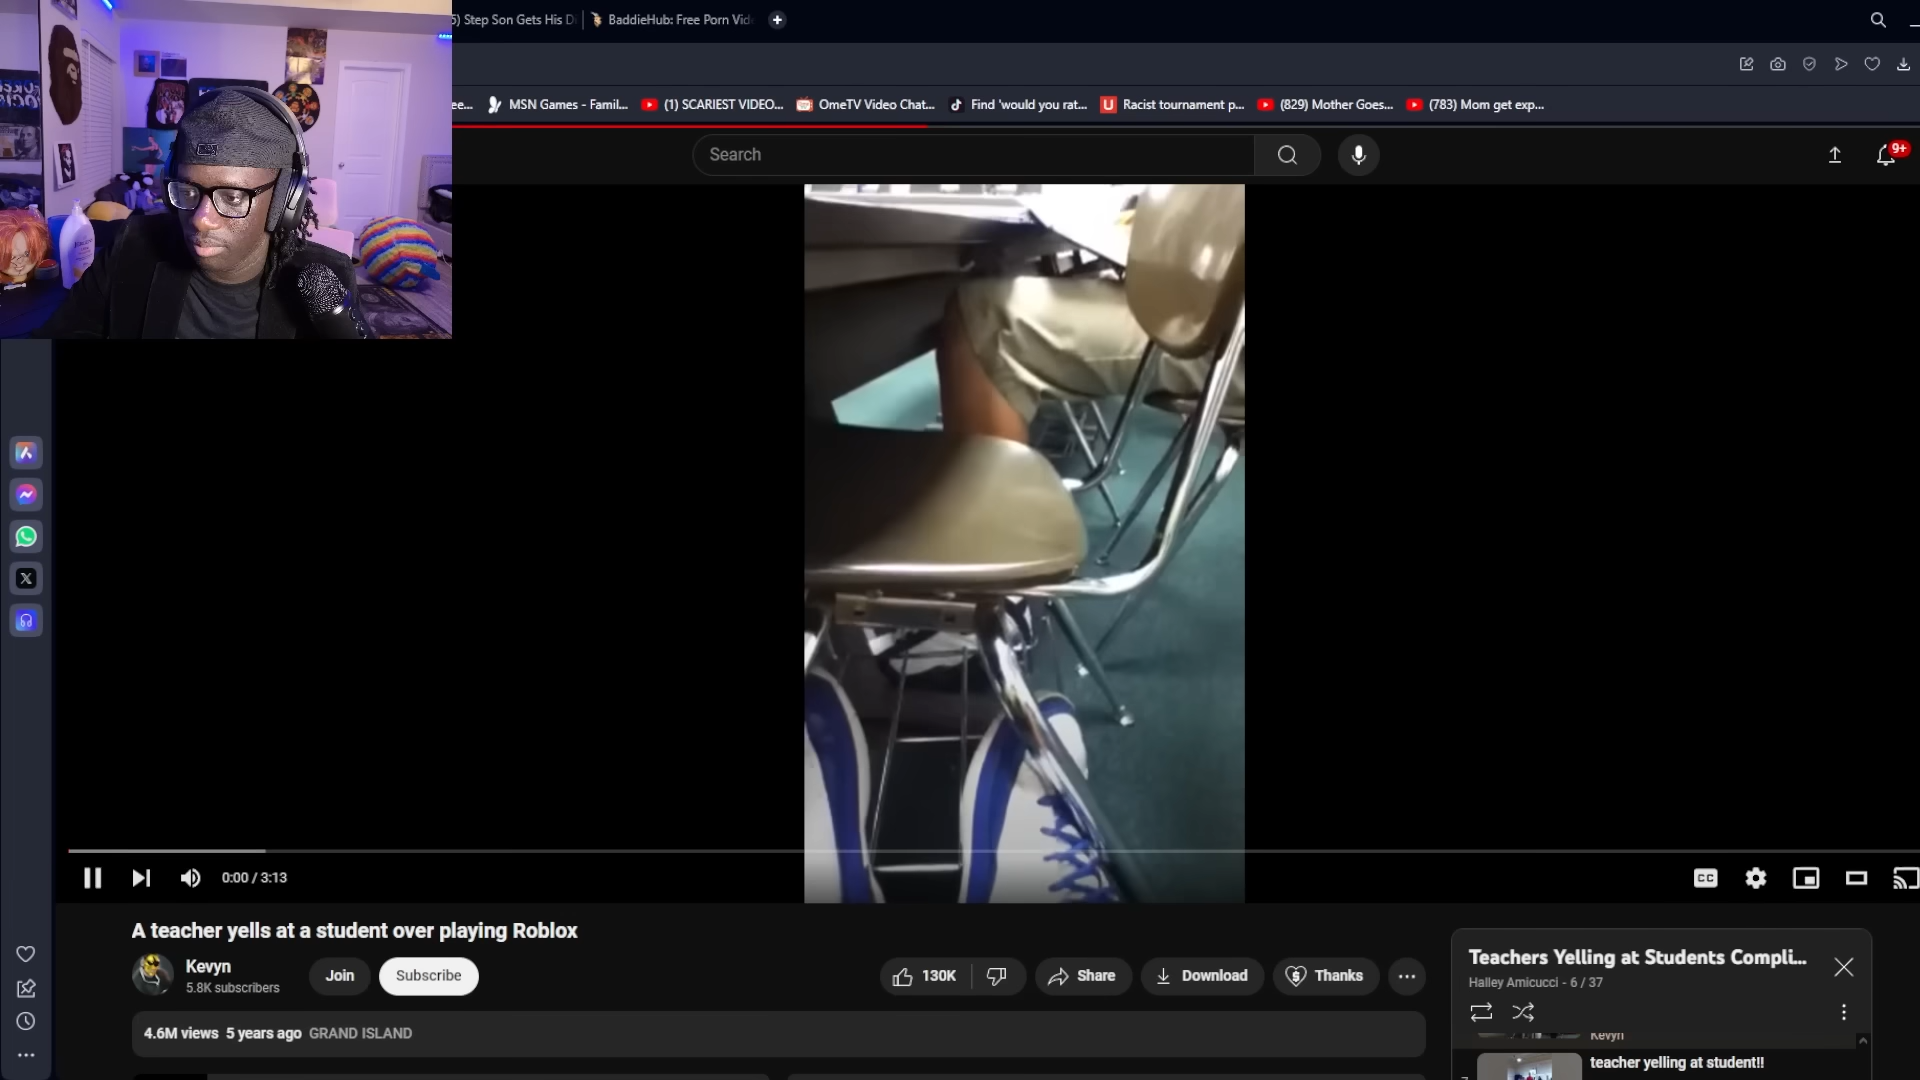 5) Step Son Gets His D
BaddieHub: Free Porn Vid
ee...
MSN Games - Famil...
(1) SCARIEST VIDEO...
OmeTV Video Chat...
Find 'would you rat...
Racist tournament p...
(829) Mother Goes...
(783) Mom get exp...
Search
9+
0:00 / 3:13
CC
A teacher yells at a student over playing Roblox
Kevyn
5.8K subscribers
Join
Subscribe
130K
Share
Download
Thanks
4.6M views 5 years ago GRAND ISLAND
Teachers Yelling at Students Compli...
Halley Amicucci - 6 / 37
Kevyn
teacher yelling at student!!